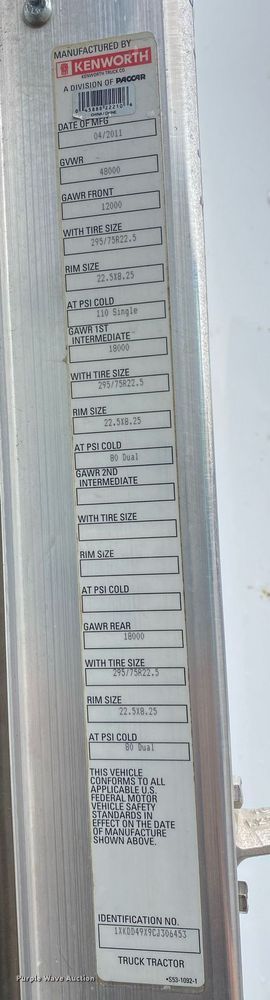 MANUFACTURED BY
KENWORTH
KENWORTH TRUCK CO.
A DIVISION OF PACCAR
DATE OF MFG
04/2011
GVWR
48000
GAWR FRONT
12000
WITH TIRE SIZE
295/75R22.5
RIM SIZE
22.5X8.25
AT PSI COLD
110 Single
GAWR 1ST
INTERMEDIATE
18000
WITH TIRE SIZE
295/75R22.5
RIM SIZE
22.5X8.25
AT PSI COLD
80 Dual
GAWR 2ND
INTERMEDIATE
WITH TIRE SIZE
RIM SIZE
AT PSI COLD
GAWR REAR
18000
WITH TIRE SIZE
295/75R22.5
RIM SIZE
22.5X8.25
AT PSI COLD
80 Dual
THIS VEHICLE
CONFORMS TO ALL
APPLICABLE U.S.
FEDERAL MOTOR
VEHICLE SAFETY
STANDARDS IN
EFFECT ON THE DATE
OF MANUFACTURE
SHOWN ABOVE.
IDENTIFICATION NO.
1XKDD49X9CJ306453
TRUCK TRACTOR
S53-1092-1
Purple Wave Auction